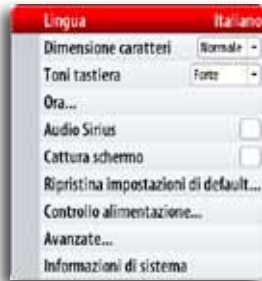 Lingua Italiano
Dimensione caratteri Normale
Toni tastiera Forte
Ora...
Audio Sirius
Cattura schermo
Ripristina impostazioni di default...
Controllo alimentazione...
Avanzate...
Informazioni di sistema